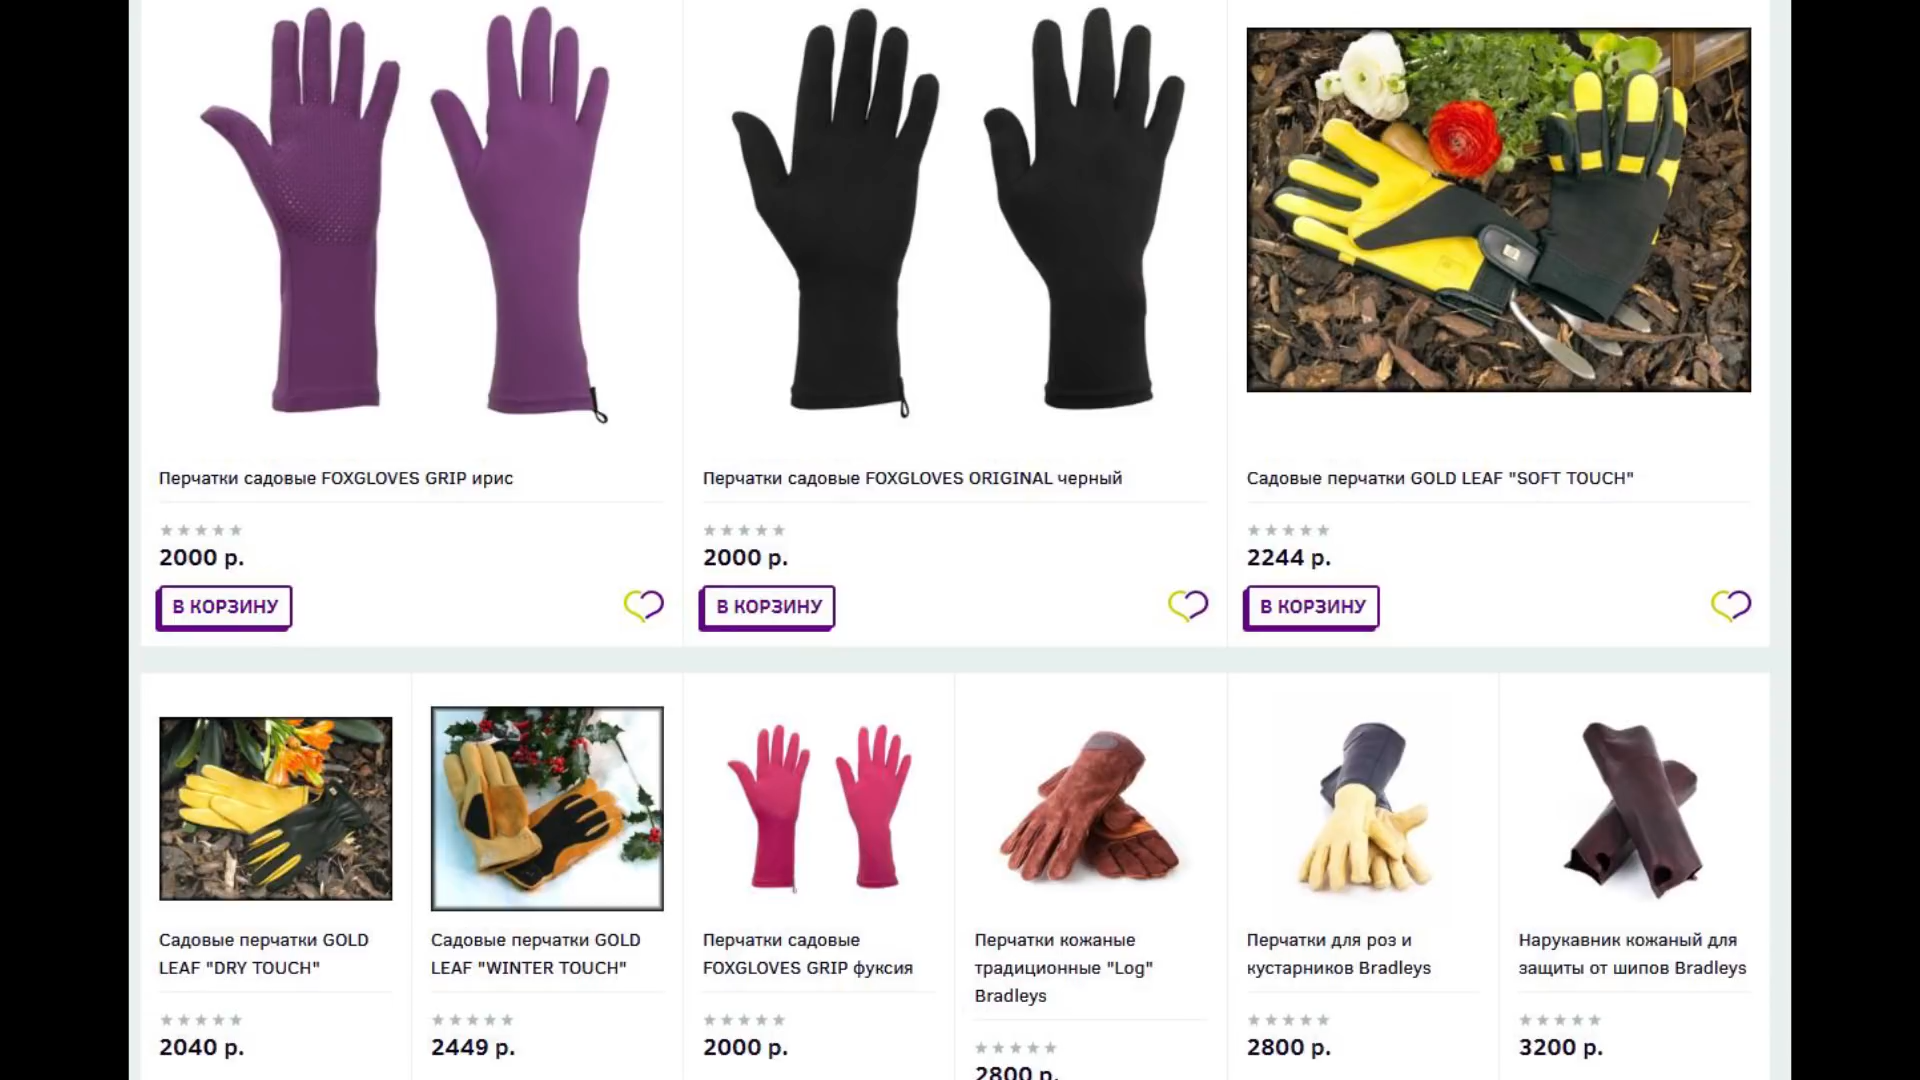 Перчатки садовые FOXGLOVES GRIP ирис
2000 р.
В КОРЗИНУ
Перчатки садовые FOXGLOVES ORIGINAL черный
2000 р.
В КОРЗИНУ
Садовые перчатки GOLD LEAF "SOFT TOUCH"
2244 р.
В КОРЗИНУ
Садовые перчатки GOLD
LEAF "DRY TOUCH"
2040 р.
Садовые перчатки GOLD
LEAF "WINTER TOUCH"
2449 р.
Перчатки садовые
FOXGLOVES GRIP фуксия
2000 р.
Перчатки кожаные
традиционные "Log"
Bradleys
2800 р.
Перчатки для роз и
кустарников Bradleys
2800 р.
Нарукавник кожаный для
защиты от шипов Bradleys
3200 р.